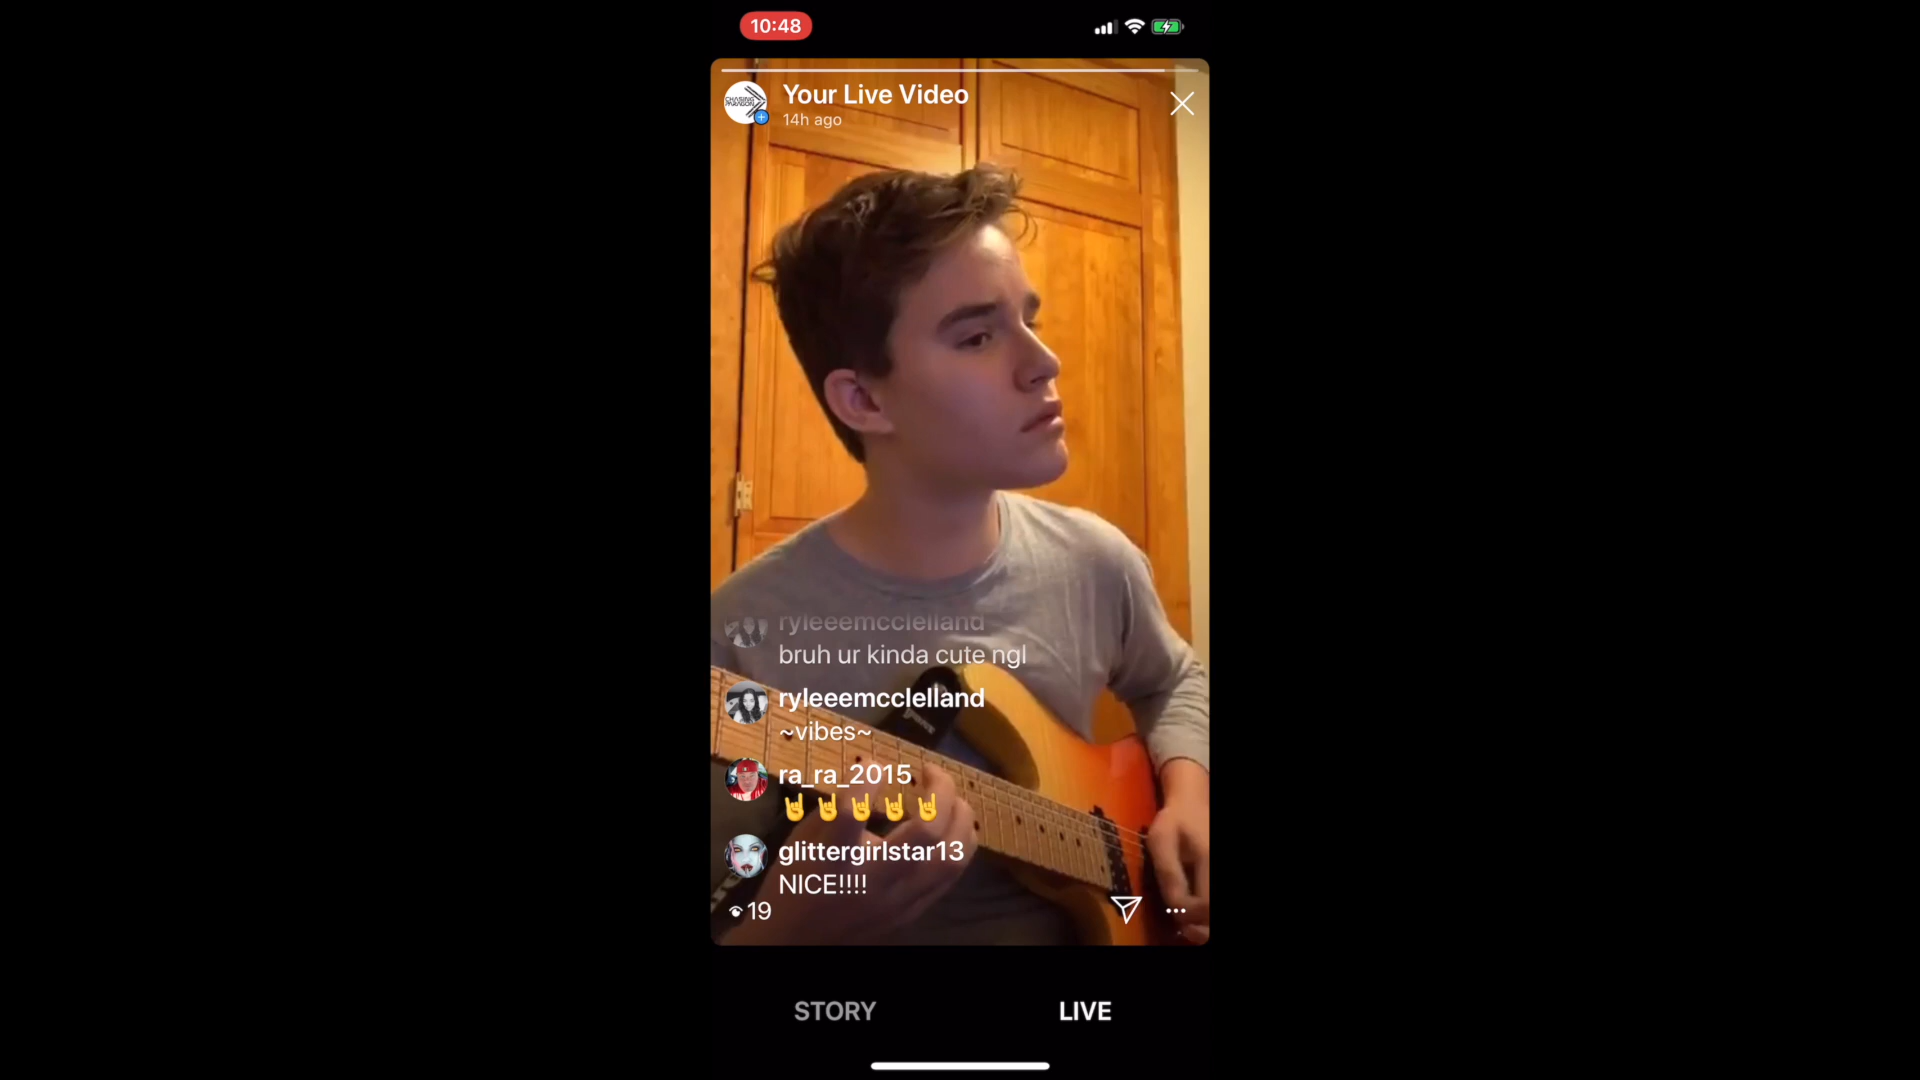 10:48
Your Live Video
14h ago
ryleeemcclelland
bruh ur kinda cute ngl
ryleeemcclelland
~vibes~
ra_ra_2015
🤘🤘🤘🤘🤘
glittergirlstar13
NICE!!!!
19
STORY LIVE